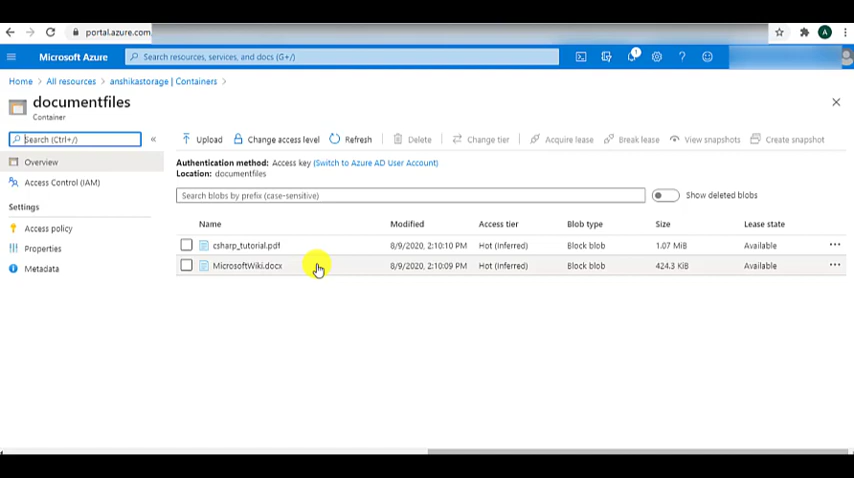 portal.azure.com
Microsoft Azure
Search resources, services, and docs (G+/)
1
?
A
Home > All resources > anshikastorage | Containers >
documentfiles
Container
Search (Ctrl+/)
«
Upload
Change access level
Refresh
Delete
Change tier
Acquire lease
Break lease
View snapshots
Create snapshot
Overview
Access Control (IAM)
Settings
Access policy
Properties
Metadata
Authentication method: Access key (Switch to Azure AD User Account)
Location: documentfiles
Search blobs by prefix (case-sensitive)
Show deleted blobs
Name Modified Access tier Blob type Size Lease state
csharp_tutorial.pdf 8/9/2020, 2:10:10 PM Hot (Inferred) Block blob 1.07 MiB Available
MicrosoftWiki.docx 8/9/2020, 2:10:09 PM Hot (Inferred) Block blob 424.3 KiB Available